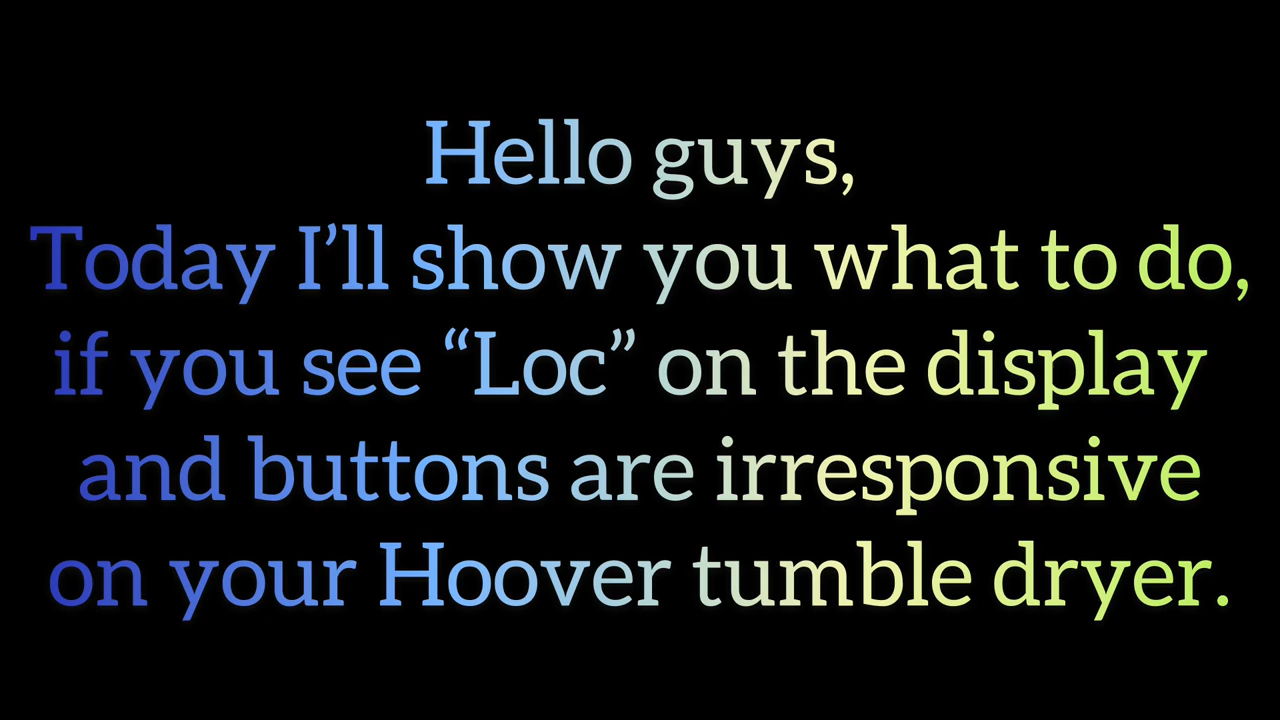 Hello guys,
Today I’ll show you what to do,
if you see “Loc” on the display
and buttons are irresponsive
on your Hoover tumble dryer.